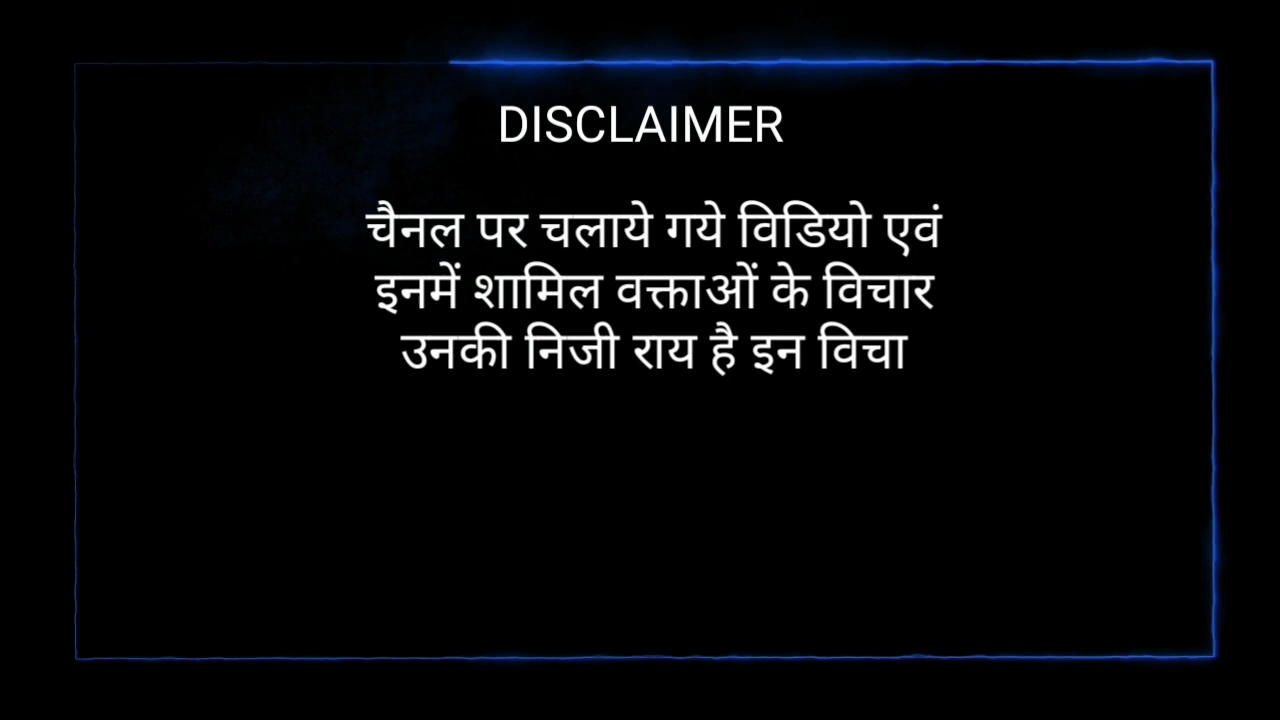 DISCLAIMER
चैनल पर चलाये गये विडियो एवं
इनमें शामिल वक्ताओं के विचार
उनकी निजी राय है इन विचा